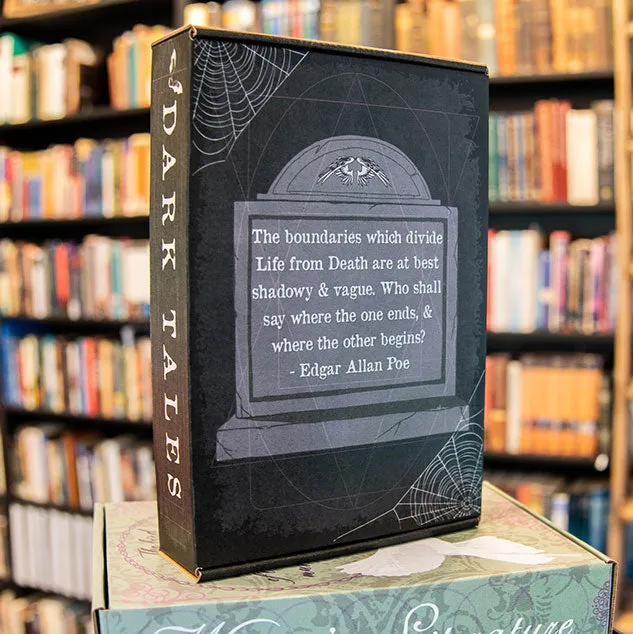 DARK TALES
The boundaries which divide
Life from Death are at best
shadowy & vague. Who shall
say where the one ends, &
where the other begins?
- Edgar Allan Poe
Literature